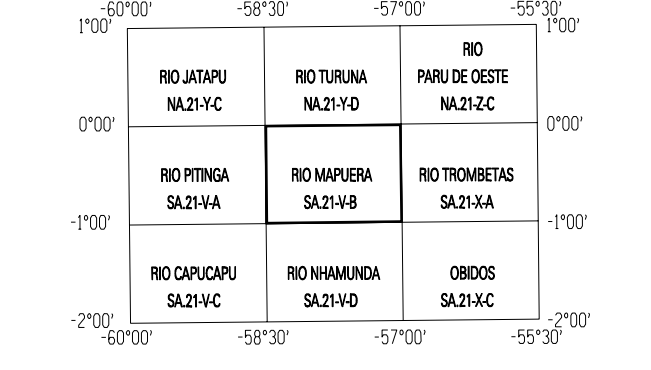 -60°00' -58°30' -57°00' -55°30'
1°00' 1°00'
RIO JATAPU
NA.21-Y-C
RIO TURUNA
NA.21-Y-D
RIO
PARU DE OESTE
NA.21-Z-C
0°00' 0°00'
RIO PITINGA
SA.21-V-A
RIO MAPUERA
SA.21-V-B
RIO TROMBETAS
SA.21-X-A
-1°00' -1°00'
RIO CAPUCAPU
SA.21-V-C
RIO NHAMUNDA
SA.21-V-D
OBIDOS
SA.21-X-C
-2°00' -2°00'
-60°00' -58°30' -57°00' -55°30'